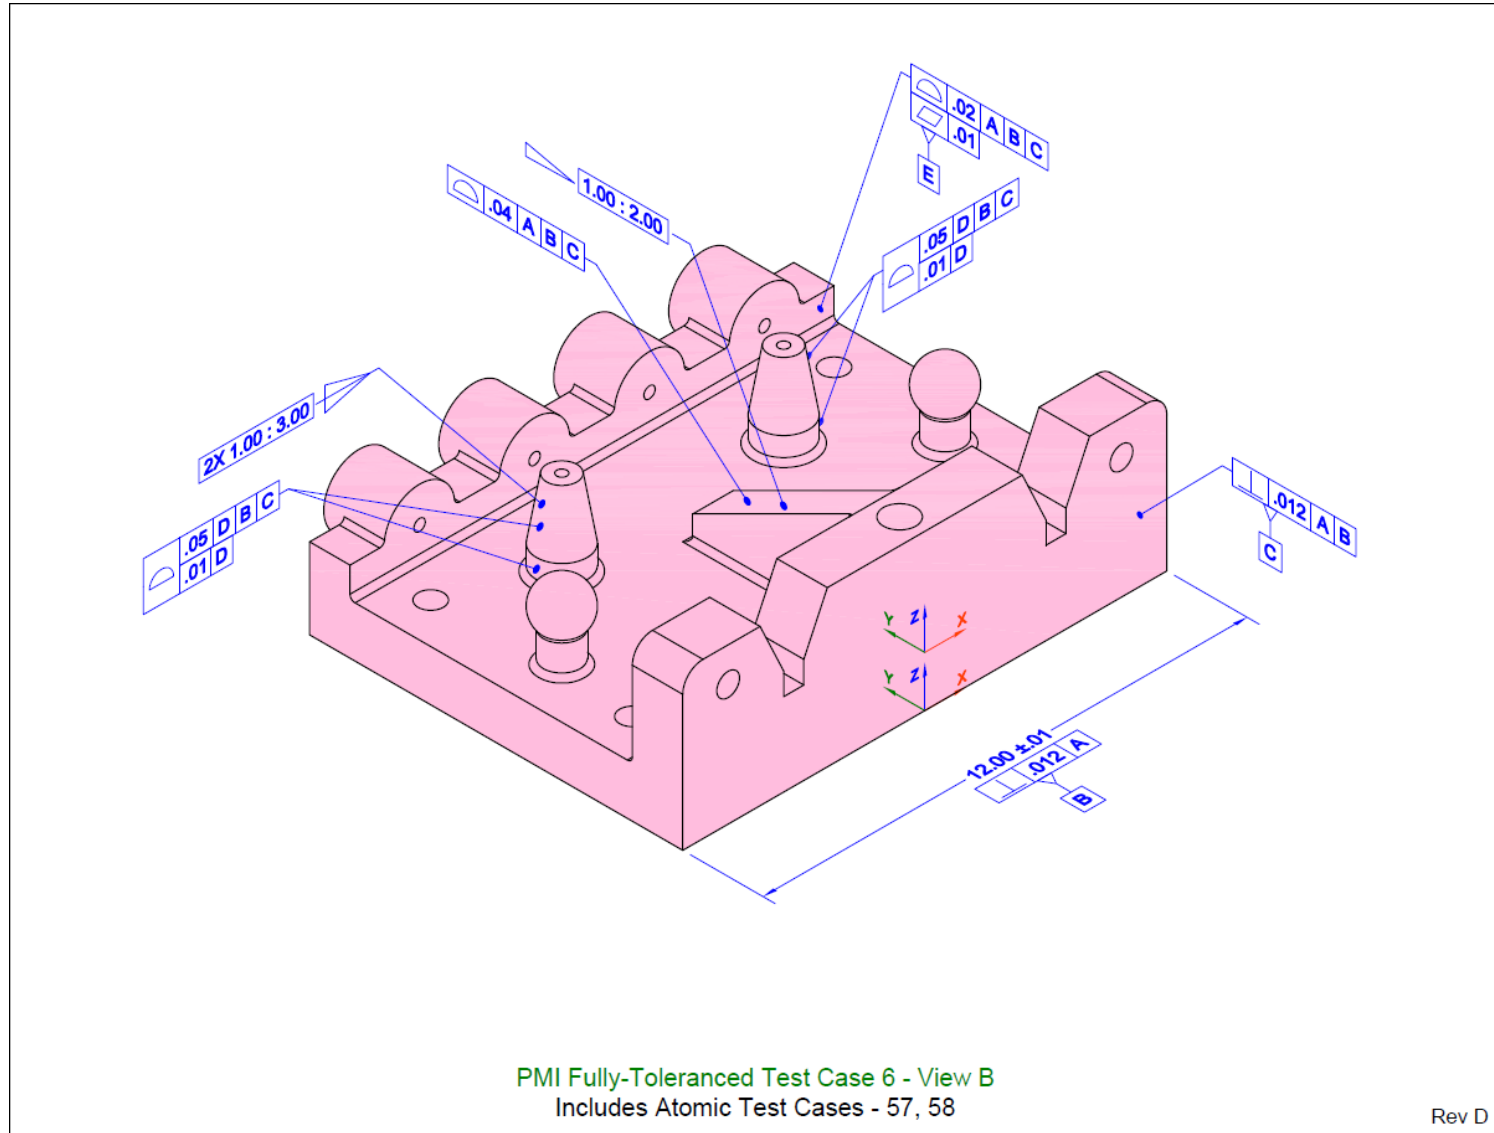 .02 A B C
.01
E
1.00 : 2.00
.04 A B C
.05 D B C
.01 D
2X 1.00 : 3.00
.05 D B C
.01 D
.012 A B
C
Y Z X
Y Z X
12.00 ±.01
.012 A
B
PMI Fully-Toleranced Test Case 6 - View B
Includes Atomic Test Cases - 57, 58
Rev D